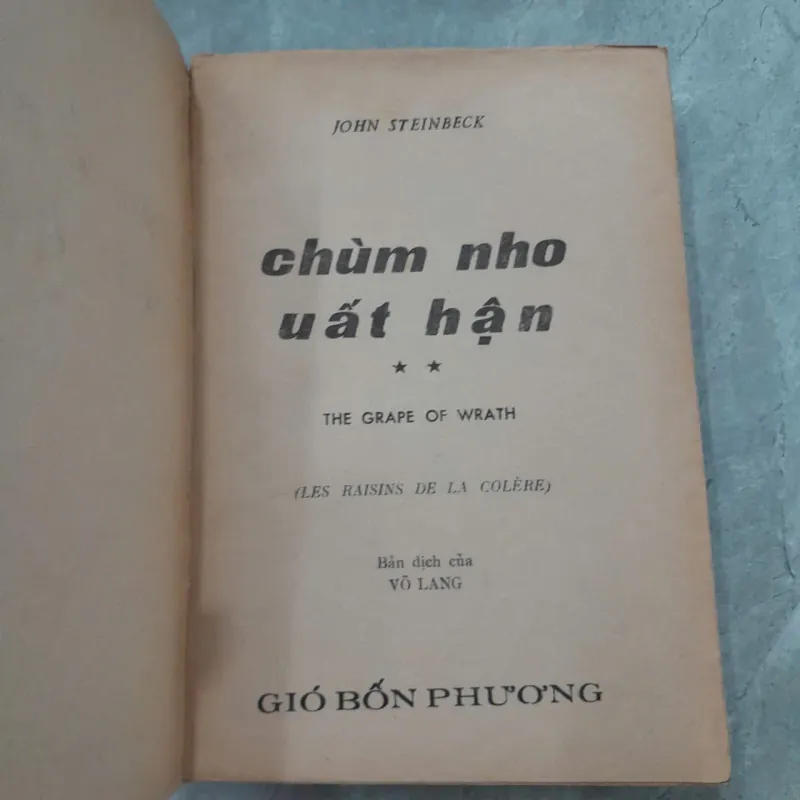 JOHN STEINBECK
chùm nho
uất hận
★ ★
THE GRAPE OF WRATH
(LES RAISINS DE LA COLÈRE)
Bản dịch của
VÕ LANG
GIÓ BỐN PHƯƠNG